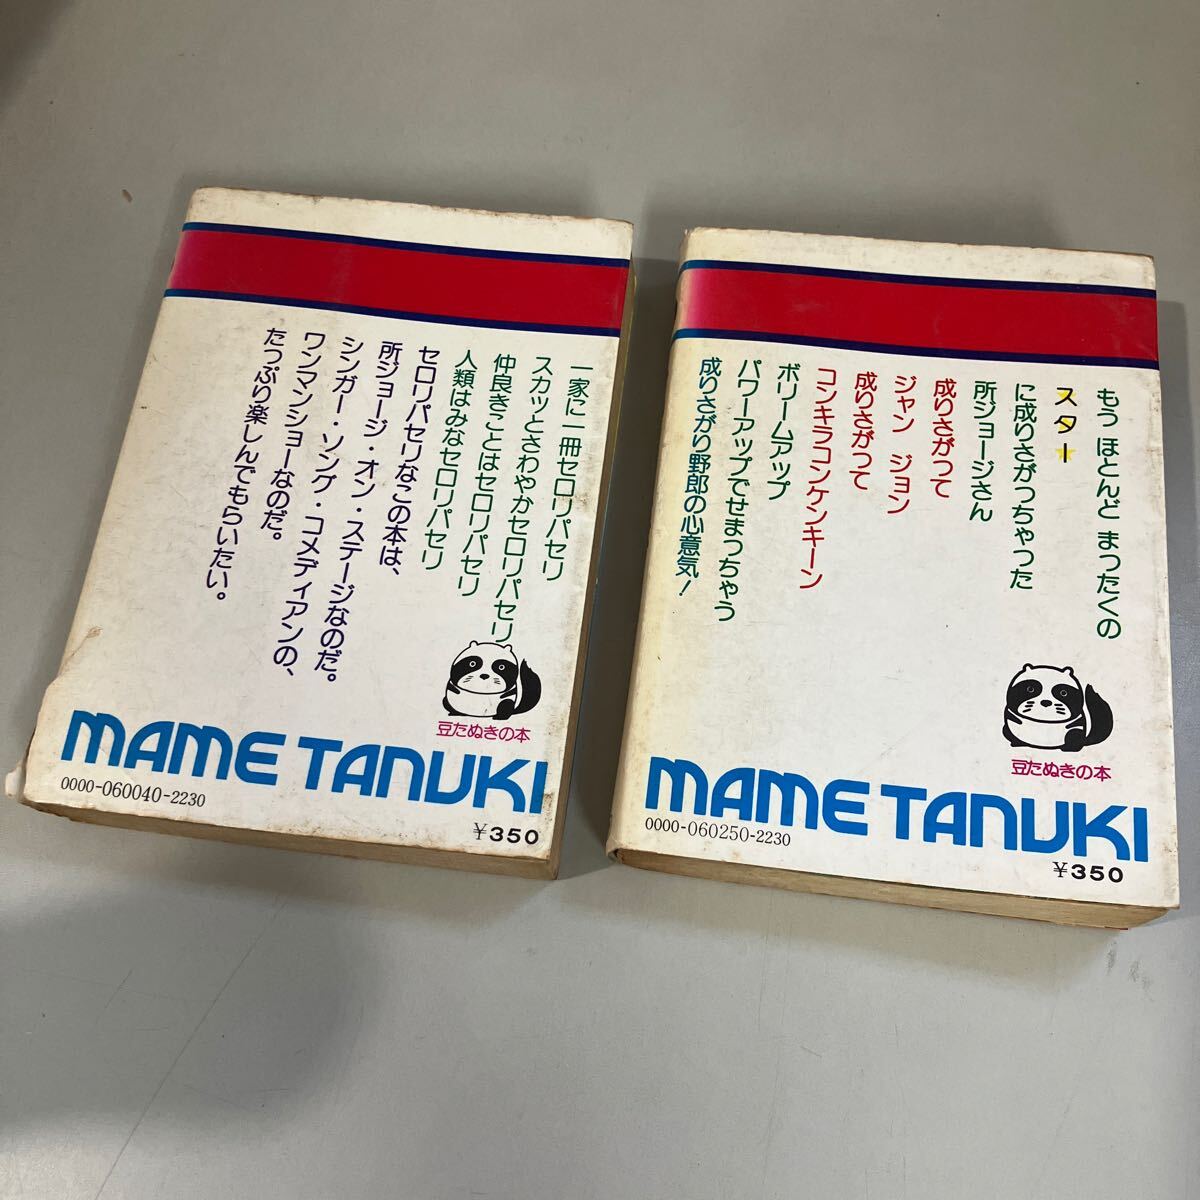 一家に一冊セロリパセリ
スカッとさわやかセロリパセリ
仲良きことはセロリパセリ
人類はみなセロリパセリ
セロリパセリなこの本は、
所ジョージ・オン・ステージなのだ。
シンガー・ソング・コメディアンの、
ワンマンショーなのだ。
たっぷり楽しんでもらいたい。
豆たぬきの本
MAME TANUKI
0000-060040-2230
￥350
もう ほとんど まったくの
スター
に成りさがっちゃった
所ジョージさん
成りさがって
ジャン ジョン
成りさがって
コンキラコンケンキーン
ボリームアップ
パワーアップでせまっちゃう
成りさがり野郎の心意気!
豆たぬきの本
MAME TANUKI
0000-060250-2230
￥350